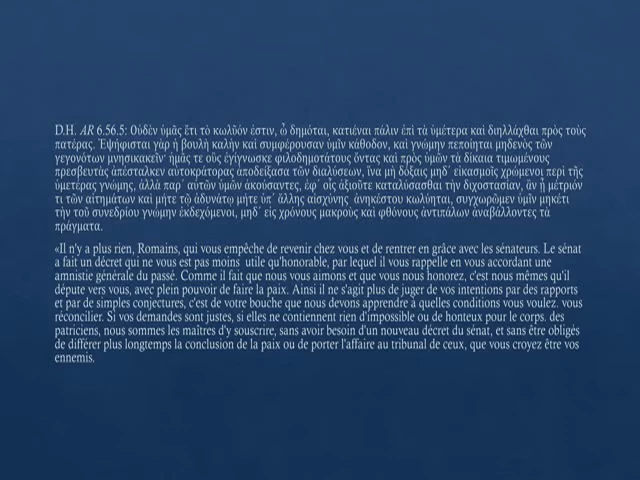 D.H. AR 6.56.5: Οὐδὲν ὑμᾶς ἔτι τὸ κωλῦόν ἐστιν, ὦ δημόται, κατιέναι πάλιν ἐπὶ τὰ ὑμέτερα καὶ διηλλάχθαι πρὸς τοὺς
πατέρας. Ἐψήφισται γὰρ ἡ βουλὴ καλὴν καὶ συμφέρουσαν ὑμῖν κάθοδον, καὶ γνώμην πεποίηται μηδενὸς τῶν
γεγονότων μνησικακεῖν· ἡμᾶς τε οὓς ἐγίγνωσκε φιλοδημοτάτους ὄντας καὶ πρὸς ὑμῶν τὰ δίκαια τιμωμένους
πρεσβευτὰς ἀπέσταλκεν αὐτοκράτορας ἀποδείξασα τῶν διαλύσεων, ἵνα μὴ δόξαις μηδ᾽ εἰκασμοῖς χρώμενοι περὶ τῆς
ὑμετέρας γνώμης, ἀλλὰ παρ᾽ αὐτῶν ὑμῶν ἀκούσαντες, ἐφ᾽ οἷς ἀξιοῦτε καταλύσασθαι τὴν διχοστασίαν, ἂν ᾖ μέτριόν
τι τῶν αἰτημάτων καὶ μήτε τῷ ἀδυνάτῳ μήτε ὑπ᾽ ἄλλης αἰσχύνης ἀνηκέστου κωλύηται, συγχωρῶμεν ὑμῖν μηκέτι
τὴν τοῦ συνεδρίου γνώμην ἐκδεχόμενοι, μηδ᾽ εἰς χρόνους μακροὺς καὶ φθόνους ἀντιπάλων ἀναβάλλοντες τὰ
πράγματα.
«Il n'y a plus rien, Romains, qui vous empêche de revenir chez vous et de rentrer en grâce avec les sénateurs. Le sénat
a fait un décret qui ne vous est pas moins utile qu'honorable, par lequel il vous rappelle en vous accordant une
amnistie générale du passé. Comme il fait que nous vous aimons et que vous nous honorez, c'est nous mêmes qu'il
députe vers vous, avec plein pouvoir de faire la paix. Ainsi il ne s'agit plus de juger de vos intentions par des rapports
et par de simples conjectures, c'est de votre bouche que nous devons apprendre à quelles conditions vous voulez. vous
réconcilier. Si vos demandes sont justes, si elles ne contiennent rien d'impossible ou de honteux pour le corps. des
patriciens, nous sommes les maîtres d'y souscrire, sans avoir besoin d'un nouveau décret du sénat, et sans être obligés
de différer plus longtemps la conclusion de la paix ou de porter l'affaire au tribunal de ceux, que vous croyez être vos
ennemis.